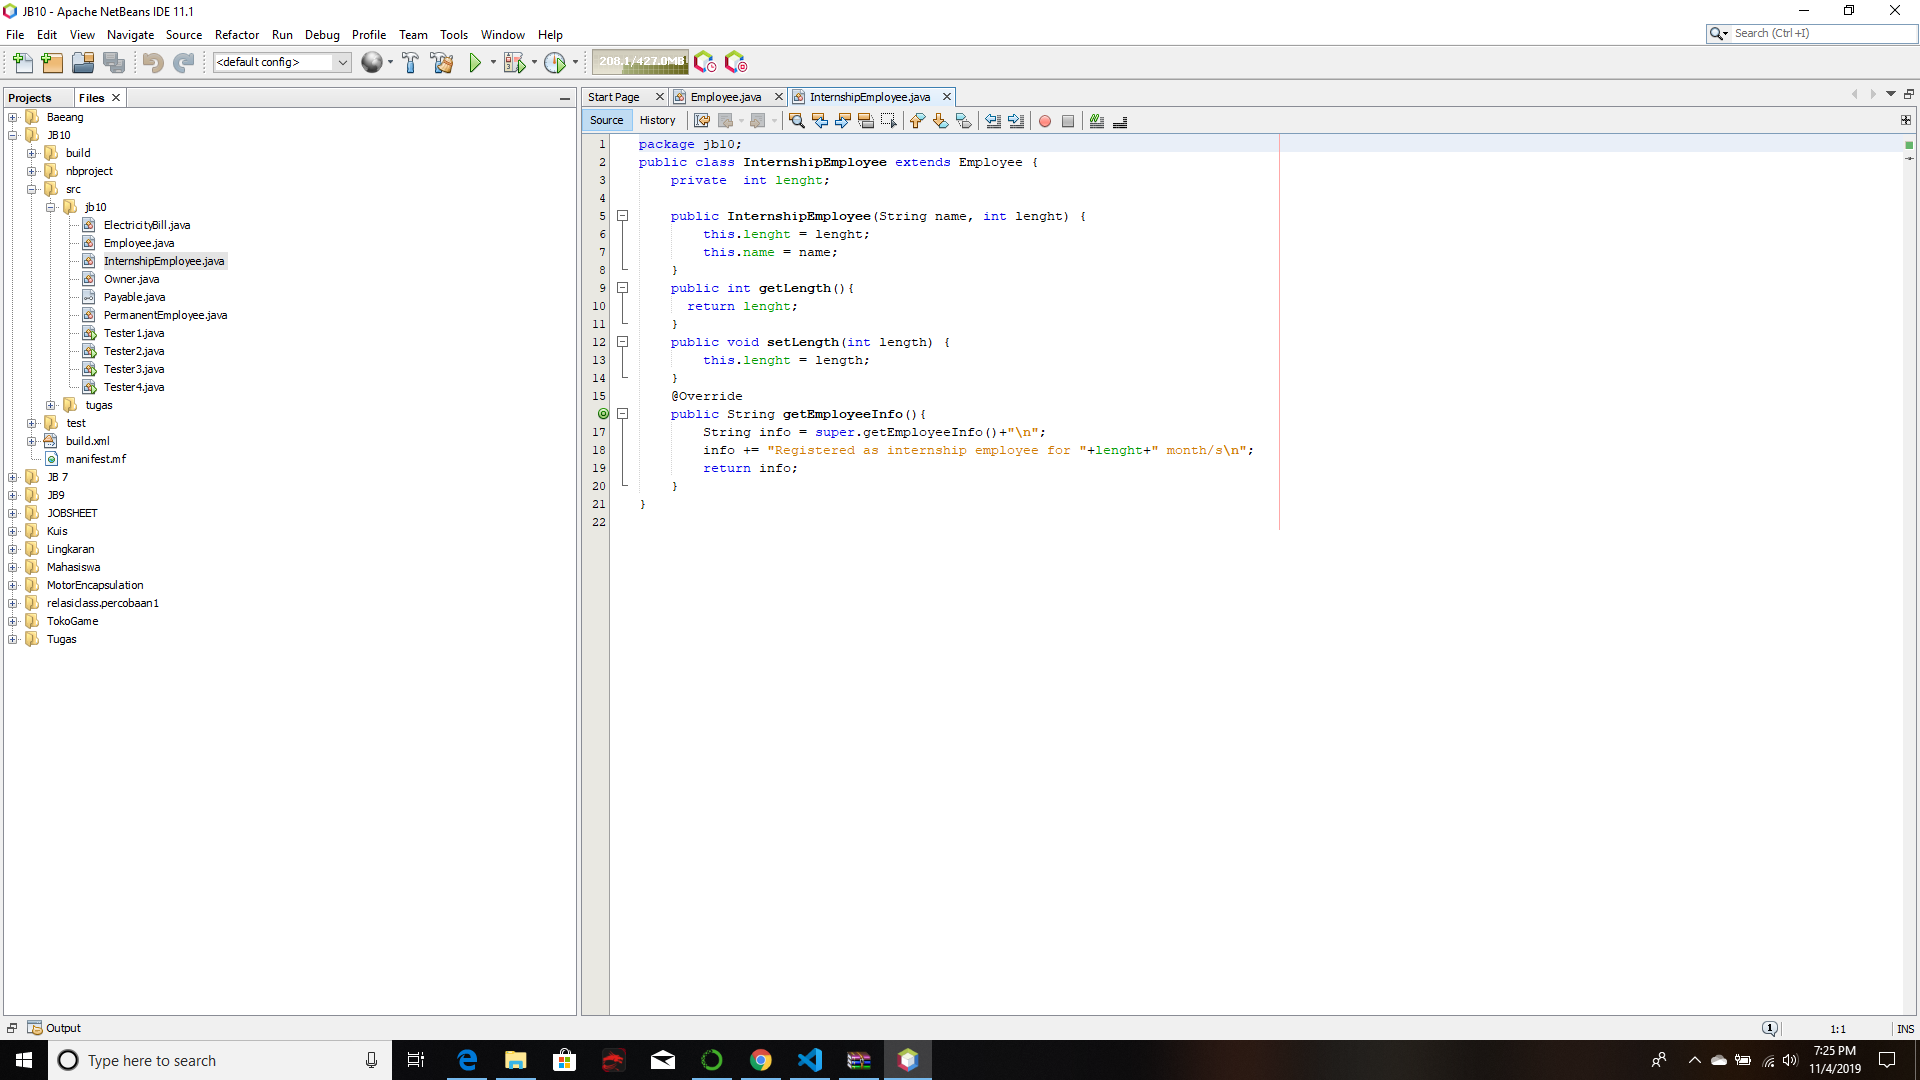 JB10 - Apache NetBeans IDE 11.1
File Edit View Navigate Source Refactor Run Debug Profile Team Tools Window Help
Search (Ctrl+I)
<default config>
208.1/427.0MB
Projects Files
Start Page Employee.java InternshipEmployee.java
Source History
Baeang
JB10
build
nbproject
src
jb10
ElectricityBill.java
Employee.java
InternshipEmployee.java
Owner.java
Payable.java
PermanentEmployee.java
Tester1.java
Tester2.java
Tester3.java
Tester4.java
tugas
test
build.xml
manifest.mf
JB 7
JB9
JOBSHEET
Kuis
Lingkaran
Mahasiswa
MotorEncapsulation
relasiclass.percobaan1
TokoGame
Tugas
1 package jb10;
2 public class InternshipEmployee extends Employee {
3 private  int lenght;
4
5 public InternshipEmployee(String name, int lenght) {
6 this.lenght = lenght;
7 this.name = name;
8 }
9 public int getLength(){
10 return lenght;
11 }
12 public void setLength(int length) {
13 this.lenght = length;
14 }
15 @Override
public String getEmployeeInfo(){
17 String info = super.getEmployeeInfo()+"\n";
18 info += "Registered as internship employee for "+lenght+" month/s\n";
19 return info;
20 }
21 }
22
Output
1
1:1
INS
Type here to search
7:25 PM
11/4/2019